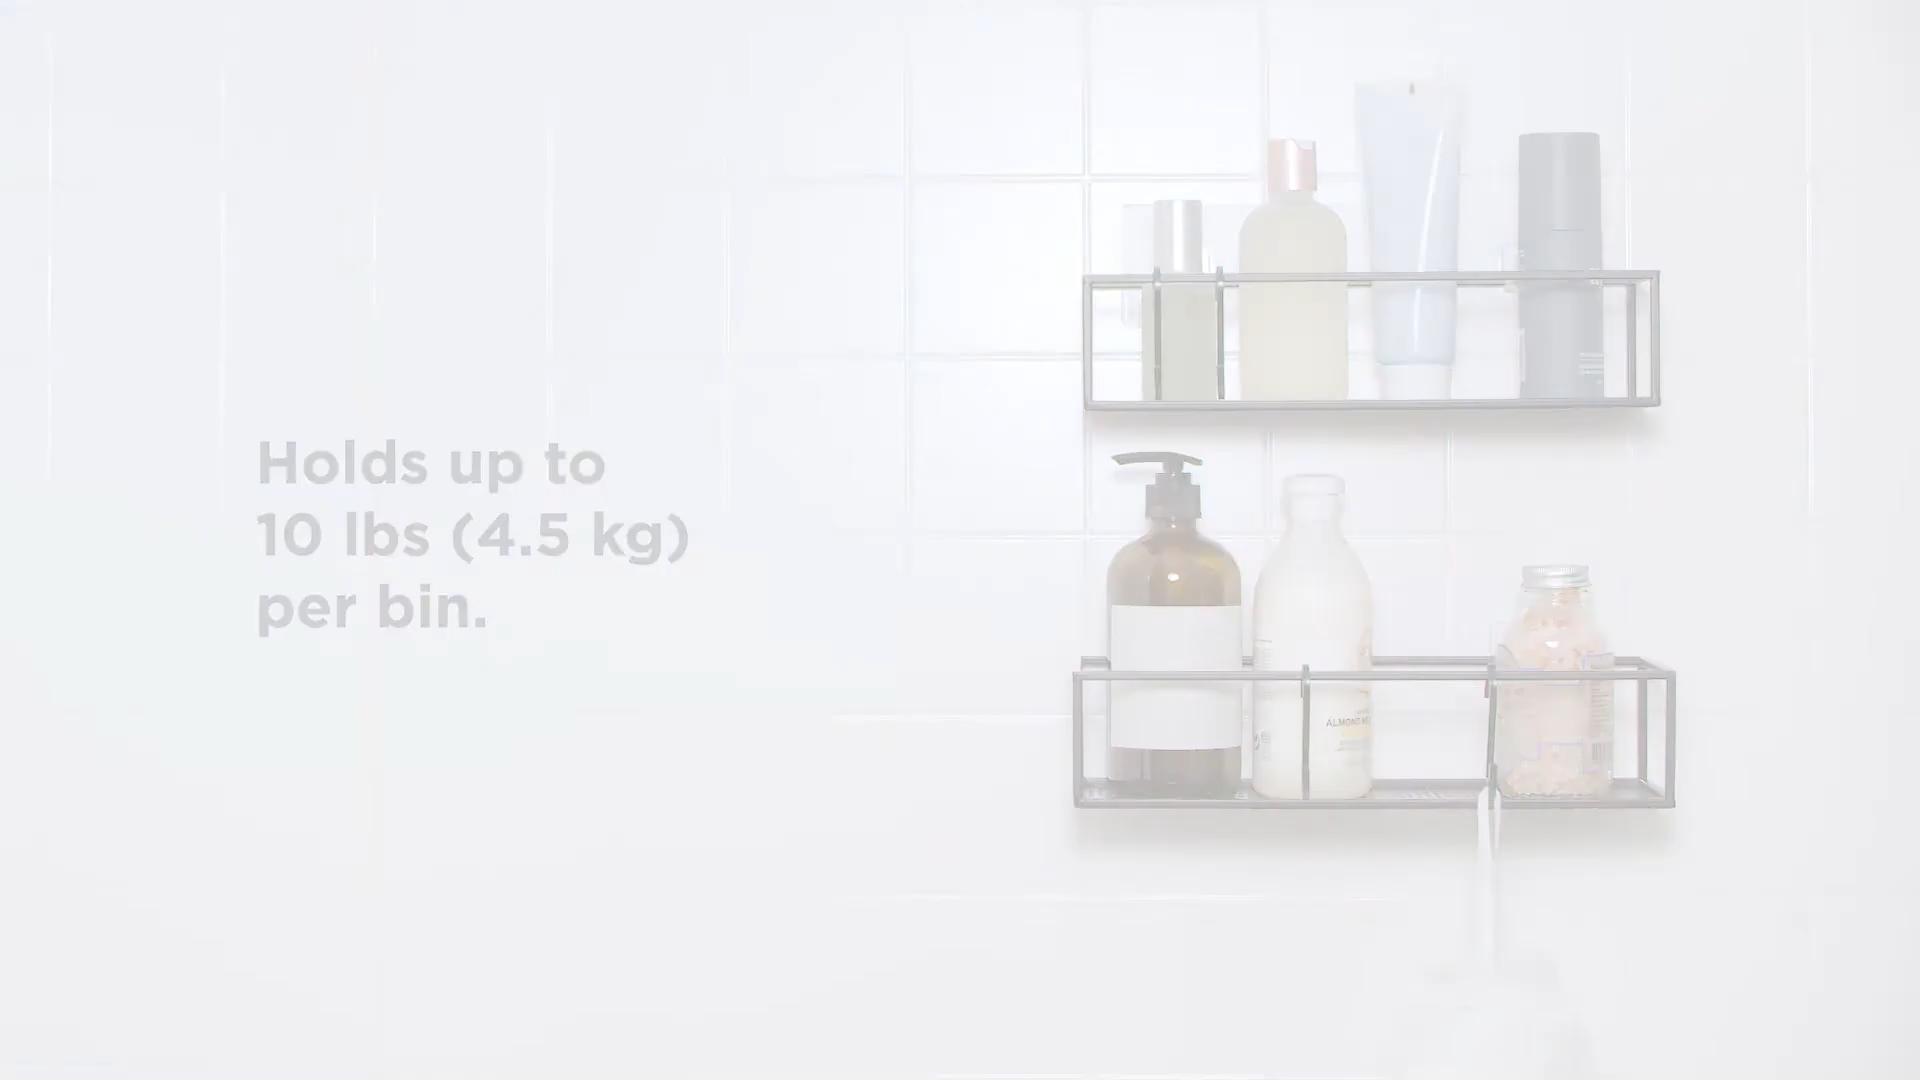 Holds up to
10 lbs (4.5 kg)
per bin.